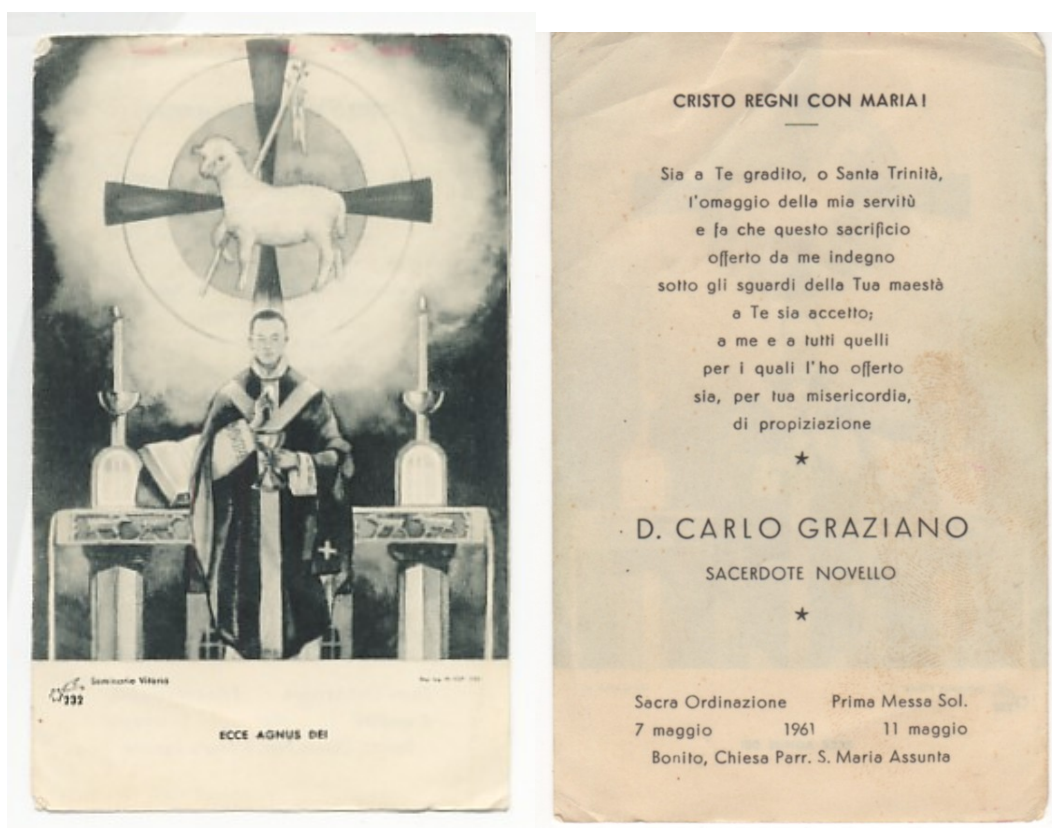 Seminario Vitoria
332
ECCE AGNUS DEI
CRISTO REGNI CON MARIA!
Sia a Te gradito, o Santa Trinità,
l'omaggio della mia servitù
e fa che questo sacrificio
offerto da me indegno
sotto gli sguardi della Tua maestà
a Te sia accetto;
a me e a tutti quelli
per i quali l'ho offerto
sia, per tua misericordia,
di propiziazione
D. CARLO GRAZIANO
SACERDOTE NOVELLO
Sacra Ordinazione Prima Messa Sol.
7 maggio 1961 11 maggio
Bonito, Chiesa Parr. S. Maria Assunta